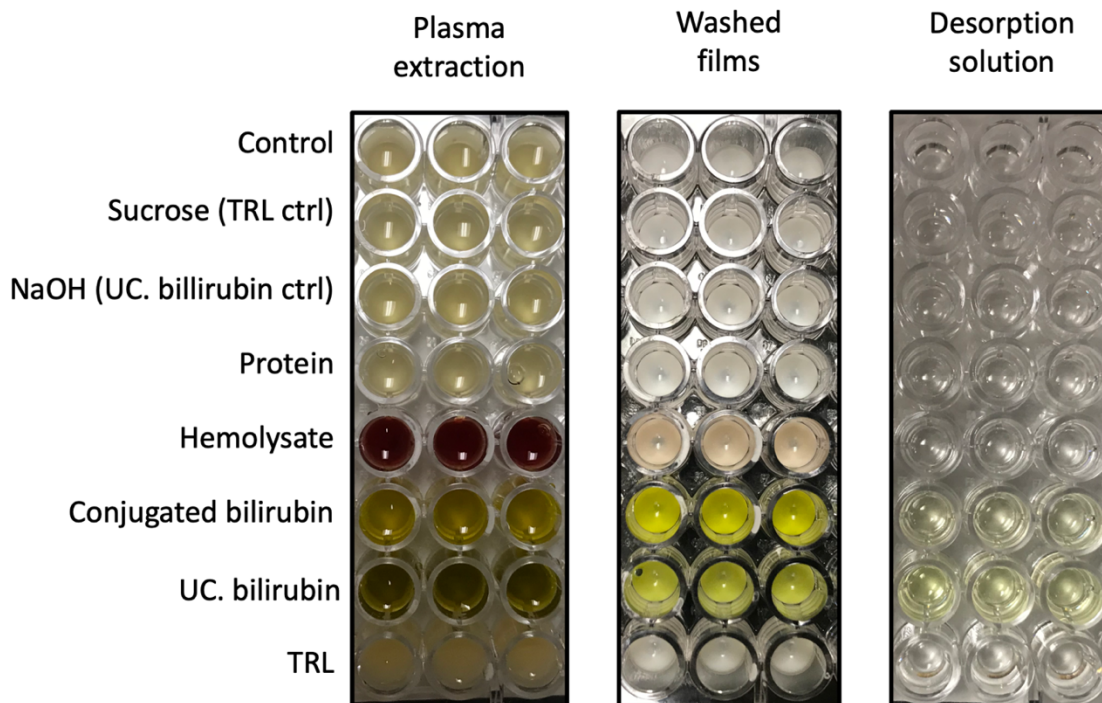 Plasma
extraction
Washed
films
Desorption
solution
Control
Sucrose (TRL ctrl)
NaOH (UC. billirubin ctrl)
Protein
Hemolysate
Conjugated bilirubin
UC. bilirubin
TRL